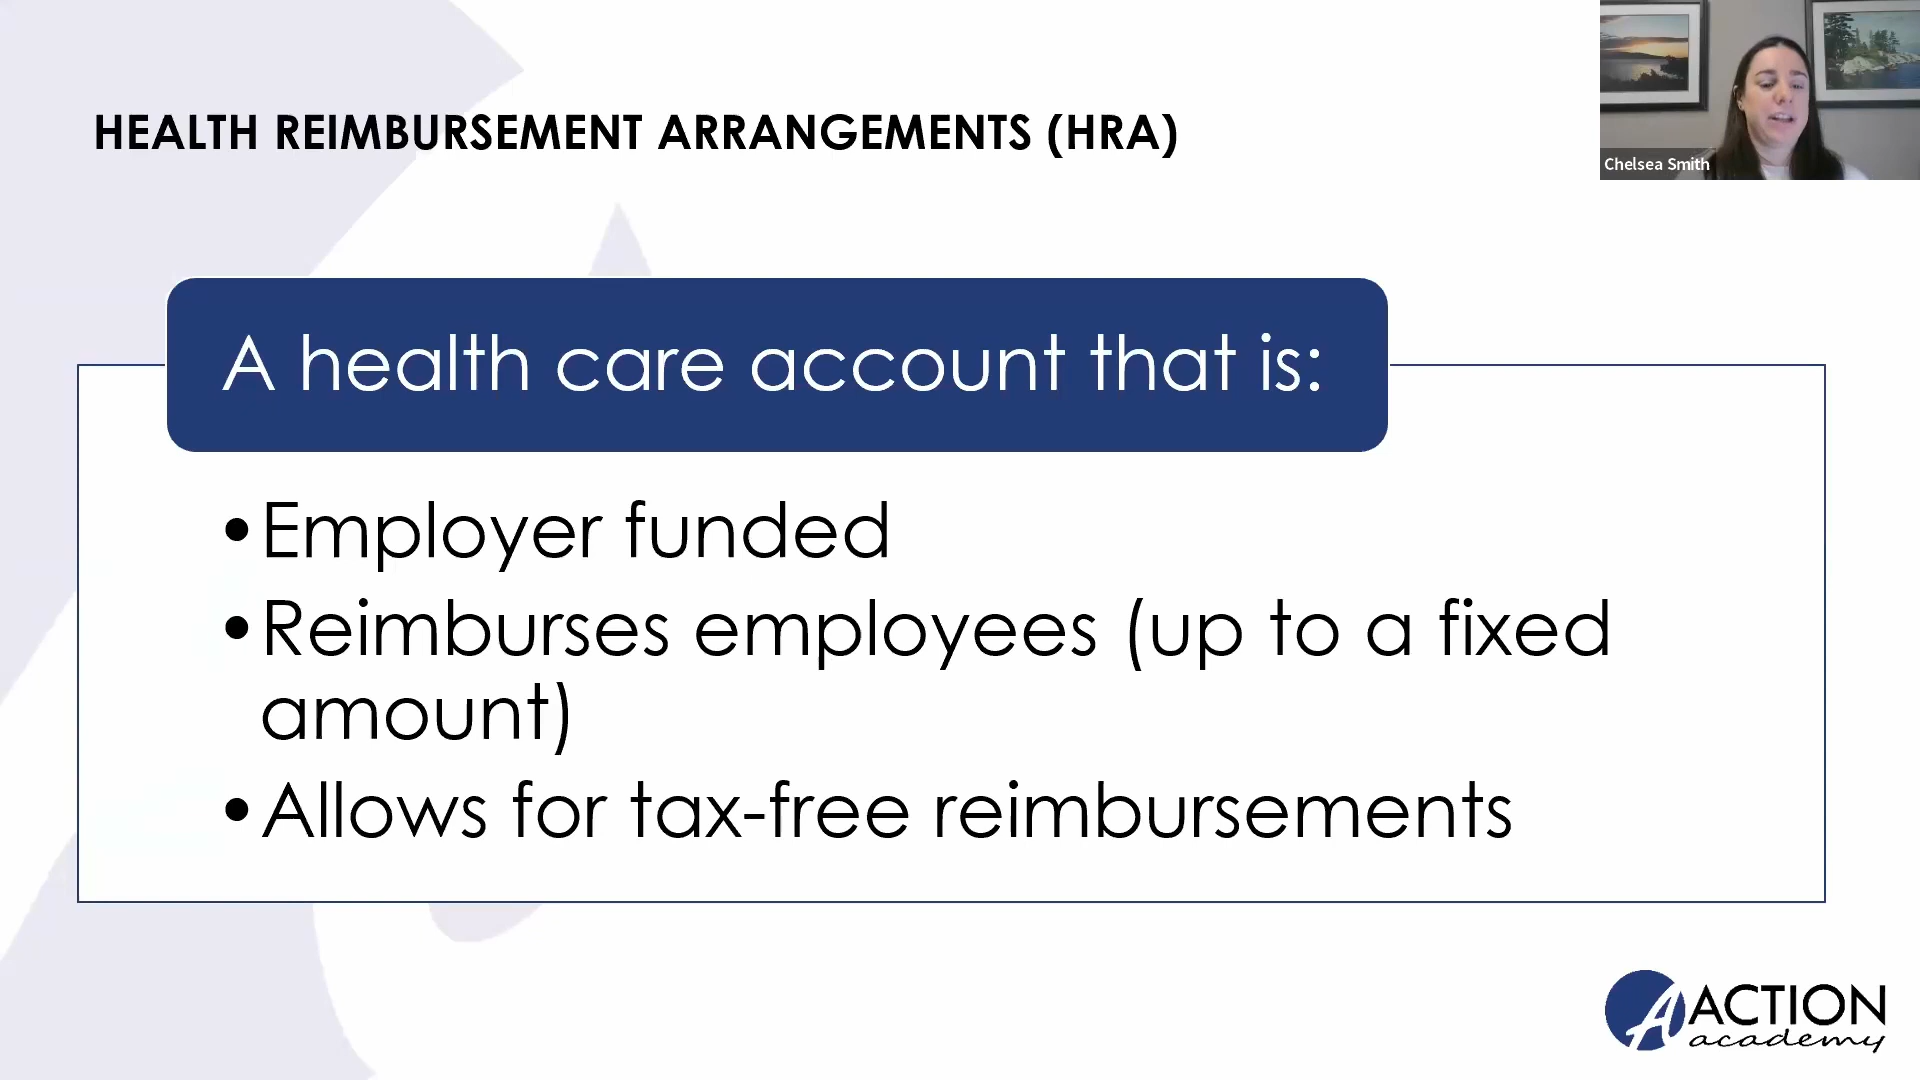 HEALTH REIMBURSEMENT ARRANGEMENTS (HRA)
Chelsea Smith
A health care account that is:
•Employer funded
•Reimburses employees (up to a fixed
amount)
•Allows for tax-free reimbursements
A ACTION
academy